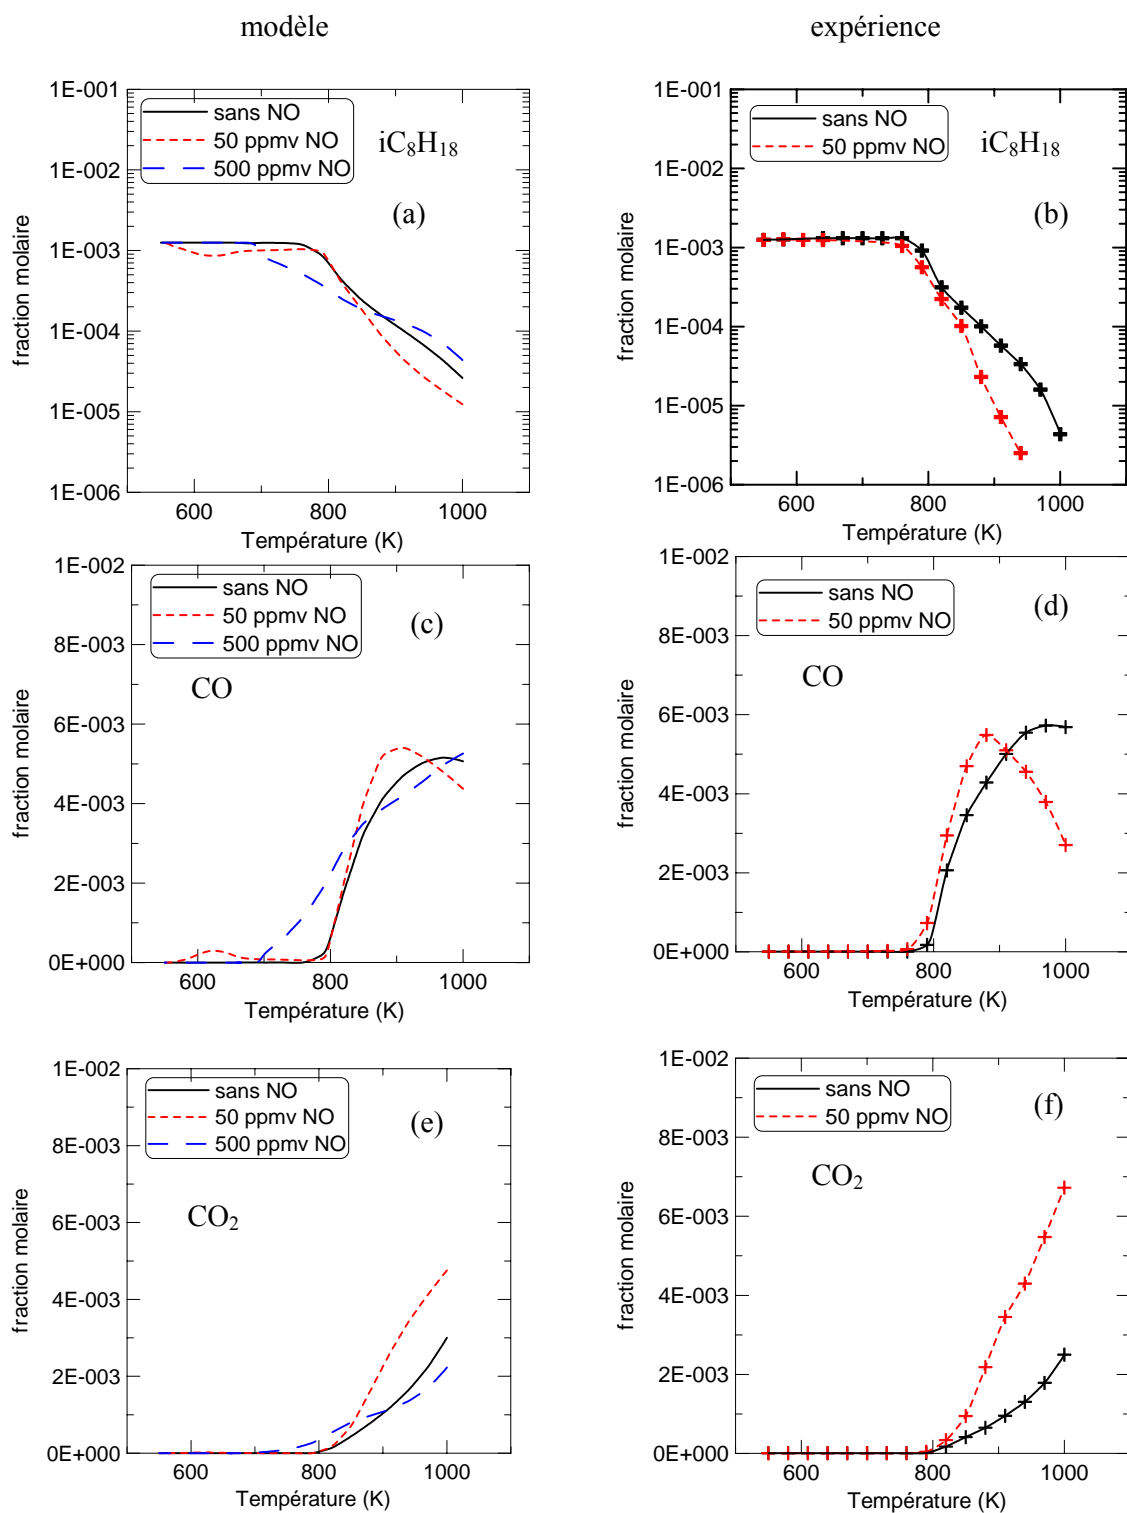 modèle
expérience
1E-001
1E-002
1E-003
1E-004
1E-005
1E-006
fraction molaire
sans NO
50 ppmv NO
500 ppmv NO
iC8H18
(a)
600
800
1000
Température (K)
1E-001
1E-002
1E-003
1E-004
1E-005
1E-006
fraction molaire
sans NO
50 ppmv NO
iC8H18
(b)
600
800
1000
Température (K)
1E-002
8E-003
6E-003
4E-003
2E-003
0E+000
fraction molaire
sans NO
50 ppmv NO
500 ppmv NO
(c)
CO
600
800
1000
Température (K)
1E-002
8E-003
6E-003
4E-003
2E-003
0E+000
fraction molaire
sans NO
50 ppmv NO
(d)
CO
600
800
1000
Température (K)
1E-002
8E-003
6E-003
4E-003
2E-003
0E+000
fraction molaire
sans NO
50 ppmv NO
500 ppmv NO
(e)
CO2
600
800
1000
Température (K)
1E-002
8E-003
6E-003
4E-003
2E-003
0E+000
fraction molaire
sans NO
50 ppmv NO
(f)
CO2
600
800
1000
Température (K)